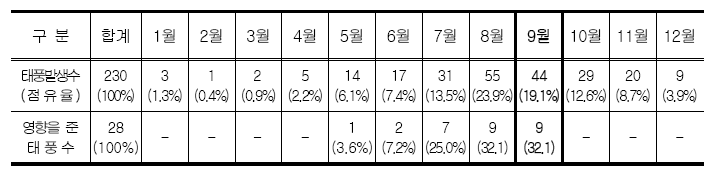 구 분 합계 1월 2월 3월 4월 5월 6월 7월 8월 9월 10월 11월 12월
태풍발생수 230 3 1 2 5 14 17 31 55 44 29 20 9
(점유율) (100%) (1.3%) (0.4%) (0.9%) (2.2%) (6.1%) (7.4%) (13.5%) (23.9%) (19.1%) (12.6%) (8.7%) (3.9%)
영향을 준 28 – – – – 1 2 7 9 9 – – –
태 풍 수 (100%) (3.6%) (7.2%) (25.0%) (32.1) (32.1)